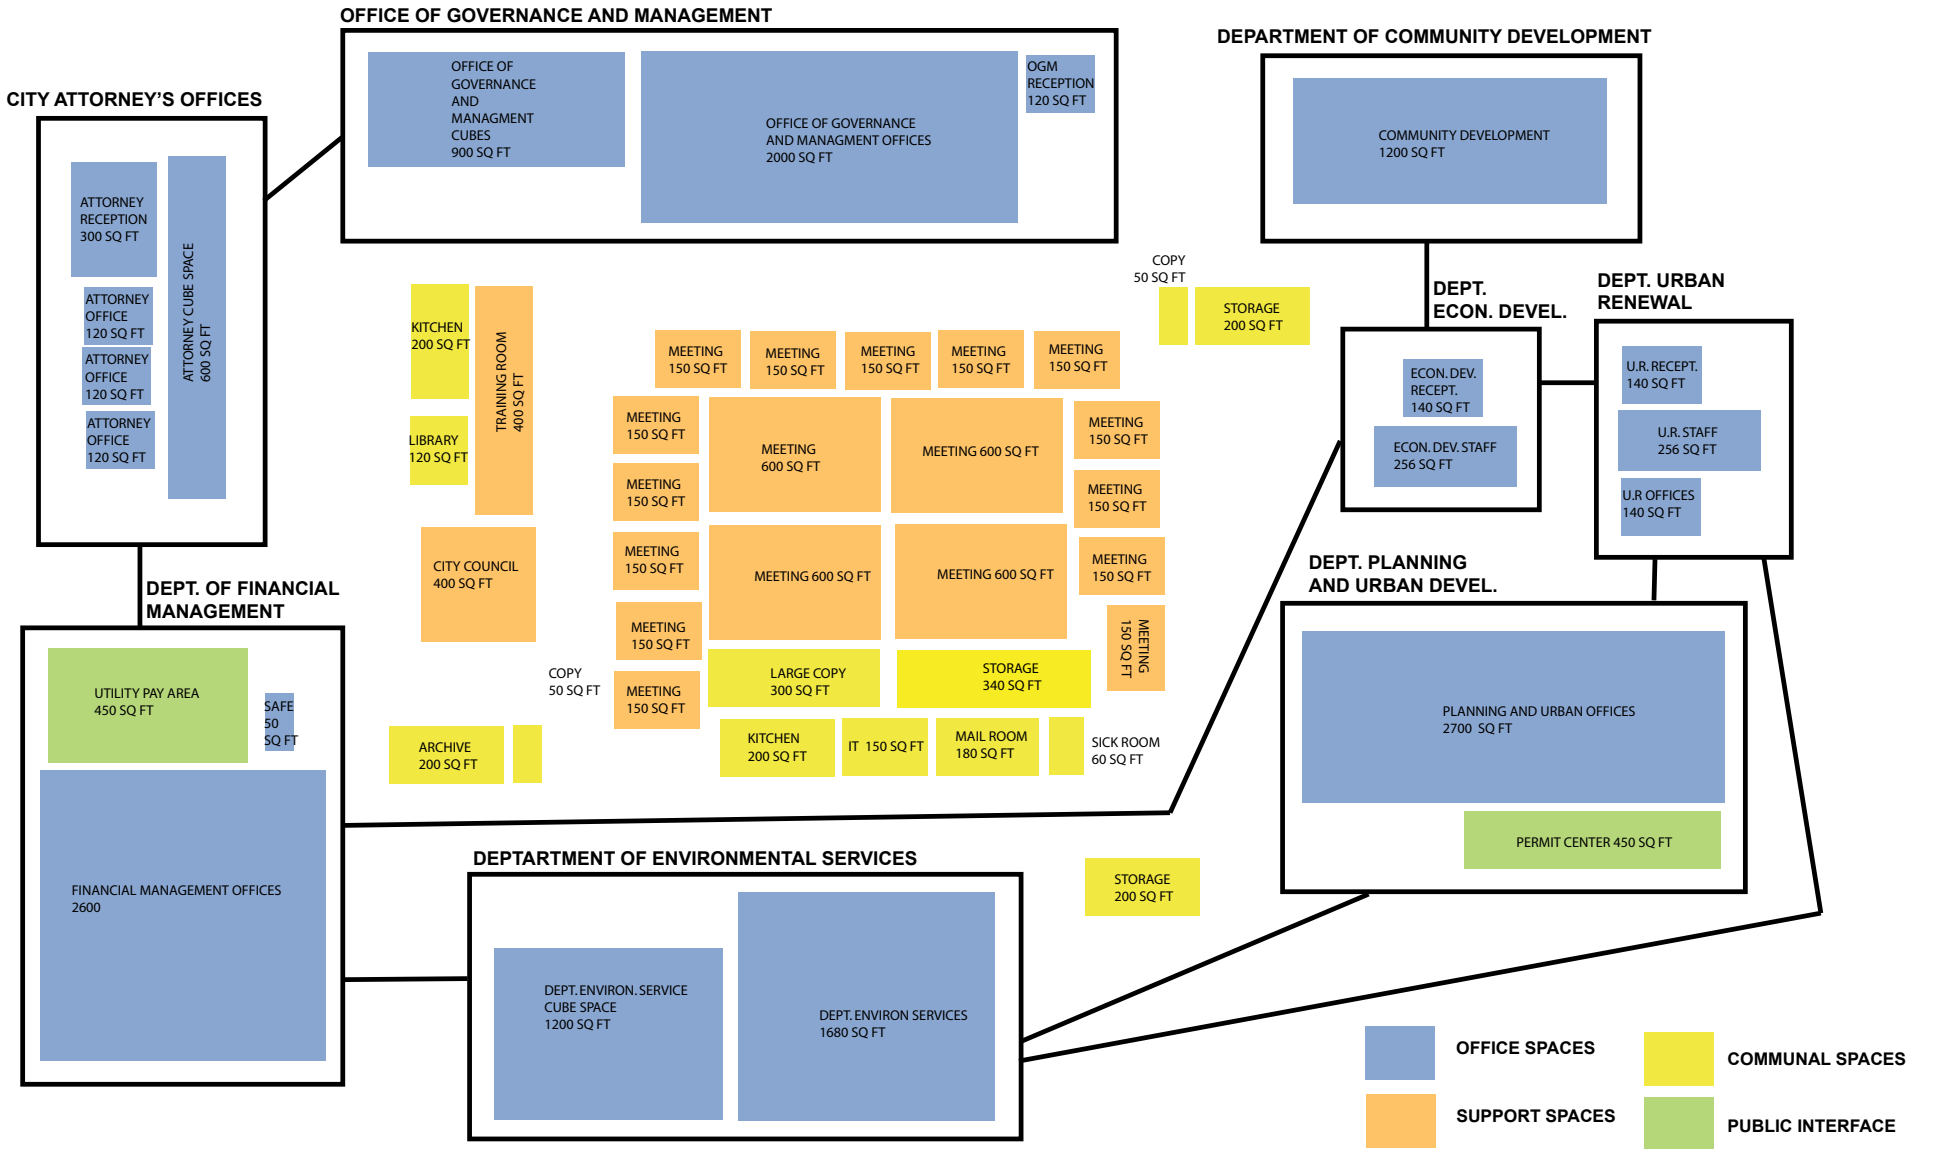 OFFICE OF GOVERNANCE AND MANAGEMENT
OFFICE OF
GOVERNANCE
AND
MANAGMENT
CUBES
900 SQ FT
OFFICE OF GOVERNANCE
AND MANAGMENT OFFICES
2000 SQ FT
OGM
RECEPTION
120 SQ FT
DEPARTMENT OF COMMUNITY DEVELOPMENT
COMMUNITY DEVELOPMENT
1200 SQ FT
CITY ATTORNEY'S OFFICES
ATTORNEY
RECEPTION
300 SQ FT
ATTORNEY
OFFICE
120 SQ FT
ATTORNEY
OFFICE
120 SQ FT
ATTORNEY
OFFICE
120 SQ FT
ATTORNEY CUBE SPACE
600 SQ FT
KITCHEN
200 SQ FT
TRAINING ROOM
400 SQ FT
LIBRARY
120 SQ FT
CITY COUNCIL
400 SQ FT
COPY
50 SQ FT
STORAGE
200 SQ FT
MEETING
150 SQ FT
MEETING
150 SQ FT
MEETING
150 SQ FT
MEETING
150 SQ FT
MEETING
150 SQ FT
MEETING
150 SQ FT
MEETING
150 SQ FT
MEETING
150 SQ FT
MEETING
150 SQ FT
MEETING
150 SQ FT
MEETING
600 SQ FT
MEETING 600 SQ FT
MEETING 600 SQ FT
MEETING 600 SQ FT
MEETING
150 SQ FT
MEETING
150 SQ FT
MEETING
150 SQ FT
MEETING
150 SQ FT
LARGE COPY
300 SQ FT
STORAGE
340 SQ FT
COPY
50 SQ FT
ARCHIVE
200 SQ FT
KITCHEN
200 SQ FT
IT 150 SQ FT
MAIL ROOM
180 SQ FT
SICK ROOM
60 SQ FT
DEPT.
ECON. DEVEL.
ECON. DEV.
RECEPT.
140 SQ FT
ECON. DEV. STAFF
256 SQ FT
DEPT. URBAN
RENEWAL
U.R. RECEPT.
140 SQ FT
U.R. STAFF
256 SQ FT
U.R OFFICES
140 SQ FT
DEPT. PLANNING
AND URBAN DEVEL.
PLANNING AND URBAN OFFICES
2700 SQ FT
PERMIT CENTER 450 SQ FT
DEPT. OF FINANCIAL
MANAGEMENT
UTILITY PAY AREA
450 SQ FT
SAFE
50
SQ FT
FINANCIAL MANAGEMENT OFFICES
2600
DEPTARTMENT OF ENVIRONMENTAL SERVICES
DEPT. ENVIRON. SERVICE
CUBE SPACE
1200 SQ FT
DEPT. ENVIRON SERVICES
1680 SQ FT
STORAGE
200 SQ FT
OFFICE SPACES
COMMUNAL SPACES
SUPPORT SPACES
PUBLIC INTERFACE